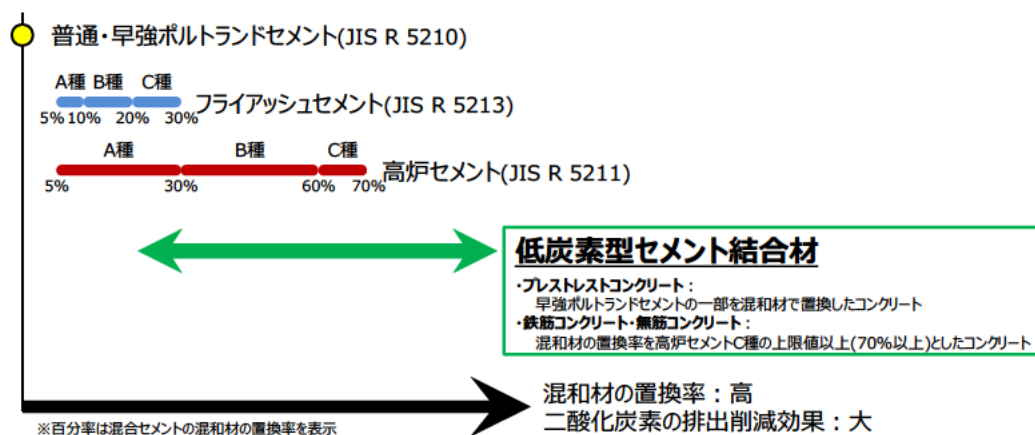 普通・早強ポルトランドセメント(JIS R 5210)
A種 B種 C種
フライアッシュセメント(JIS R 5213)
5% 10% 20% 30%
A種 B種 C種
高炉セメント(JIS R 5211)
5% 30% 60% 70%
低炭素型セメント結合材
・プレストレストコンクリート：
早強ポルトランドセメントの一部を混和材で置換したコンクリート
・鉄筋コンクリート・無筋コンクリート：
混和材の置換率を高炉セメントC種の上限値以上(70%以上)としたコンクリート
混和材の置換率：高
二酸化炭素の排出削減効果：大
※百分率は混合セメントの混和材の置換率を表示